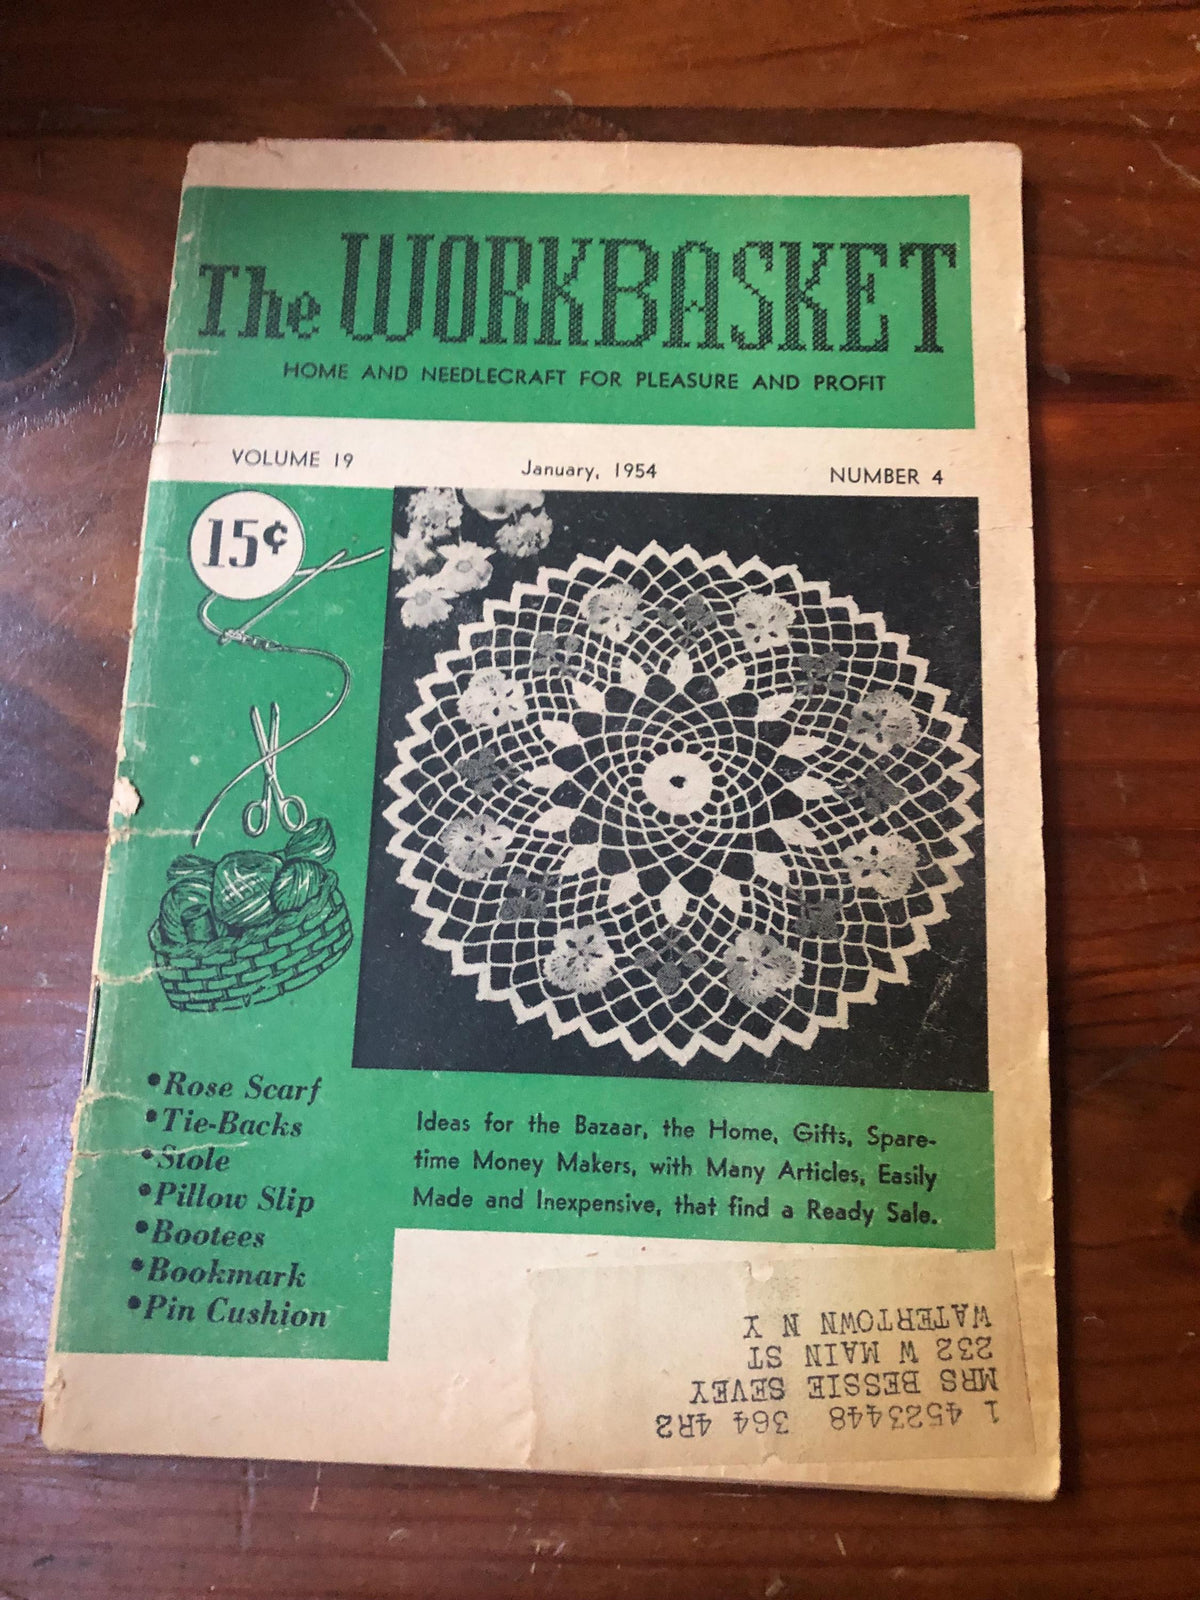 The WORKBASKET
HOME AND NEEDLECRAFT FOR PLEASURE AND PROFIT
VOLUME 19
January, 1954
NUMBER 4
15¢
•Rose Scarf
•Tie-Backs
•Stole
•Pillow Slip
•Bootees
•Bookmark
•Pin Cushion
Ideas for the Bazaar, the Home, Gifts, Spare-
time Money Makers, with Many Articles, Easily
Made and Inexpensive, that find a Ready Sale.
1 4523448 364 4R2
MRS BESSIE SEVEY
232 W MAIN ST
WATERTOWN N Y